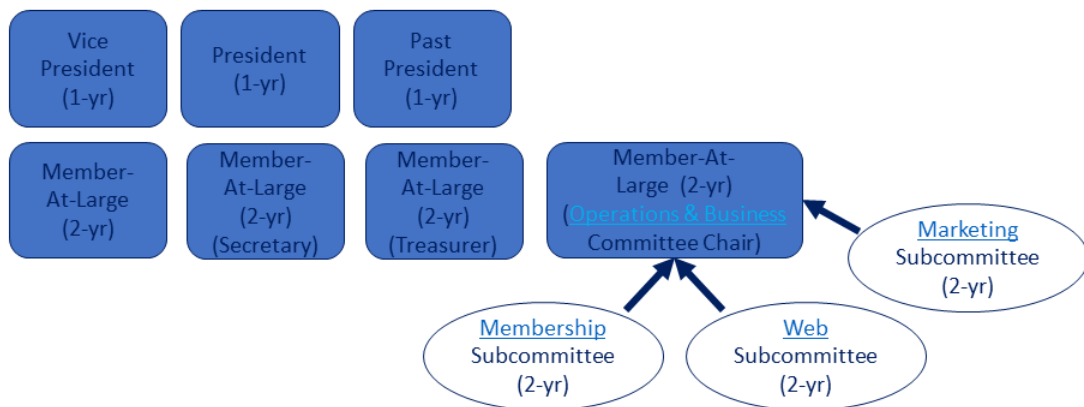 Vice
President
(1-yr)
President
(1-yr)
Past
President
(1-yr)
Member-
At-Large
(2-yr)
Member-
At-Large
(2-yr)
(Secretary)
Member-
At-Large
(2-yr)
(Treasurer)
Member-At-
Large (2-yr)
(Operations & Business
Committee Chair)
Marketing
Subcommittee
(2-yr)
Membership
Subcommittee
(2-yr)
Web
Subcommittee
(2-yr)